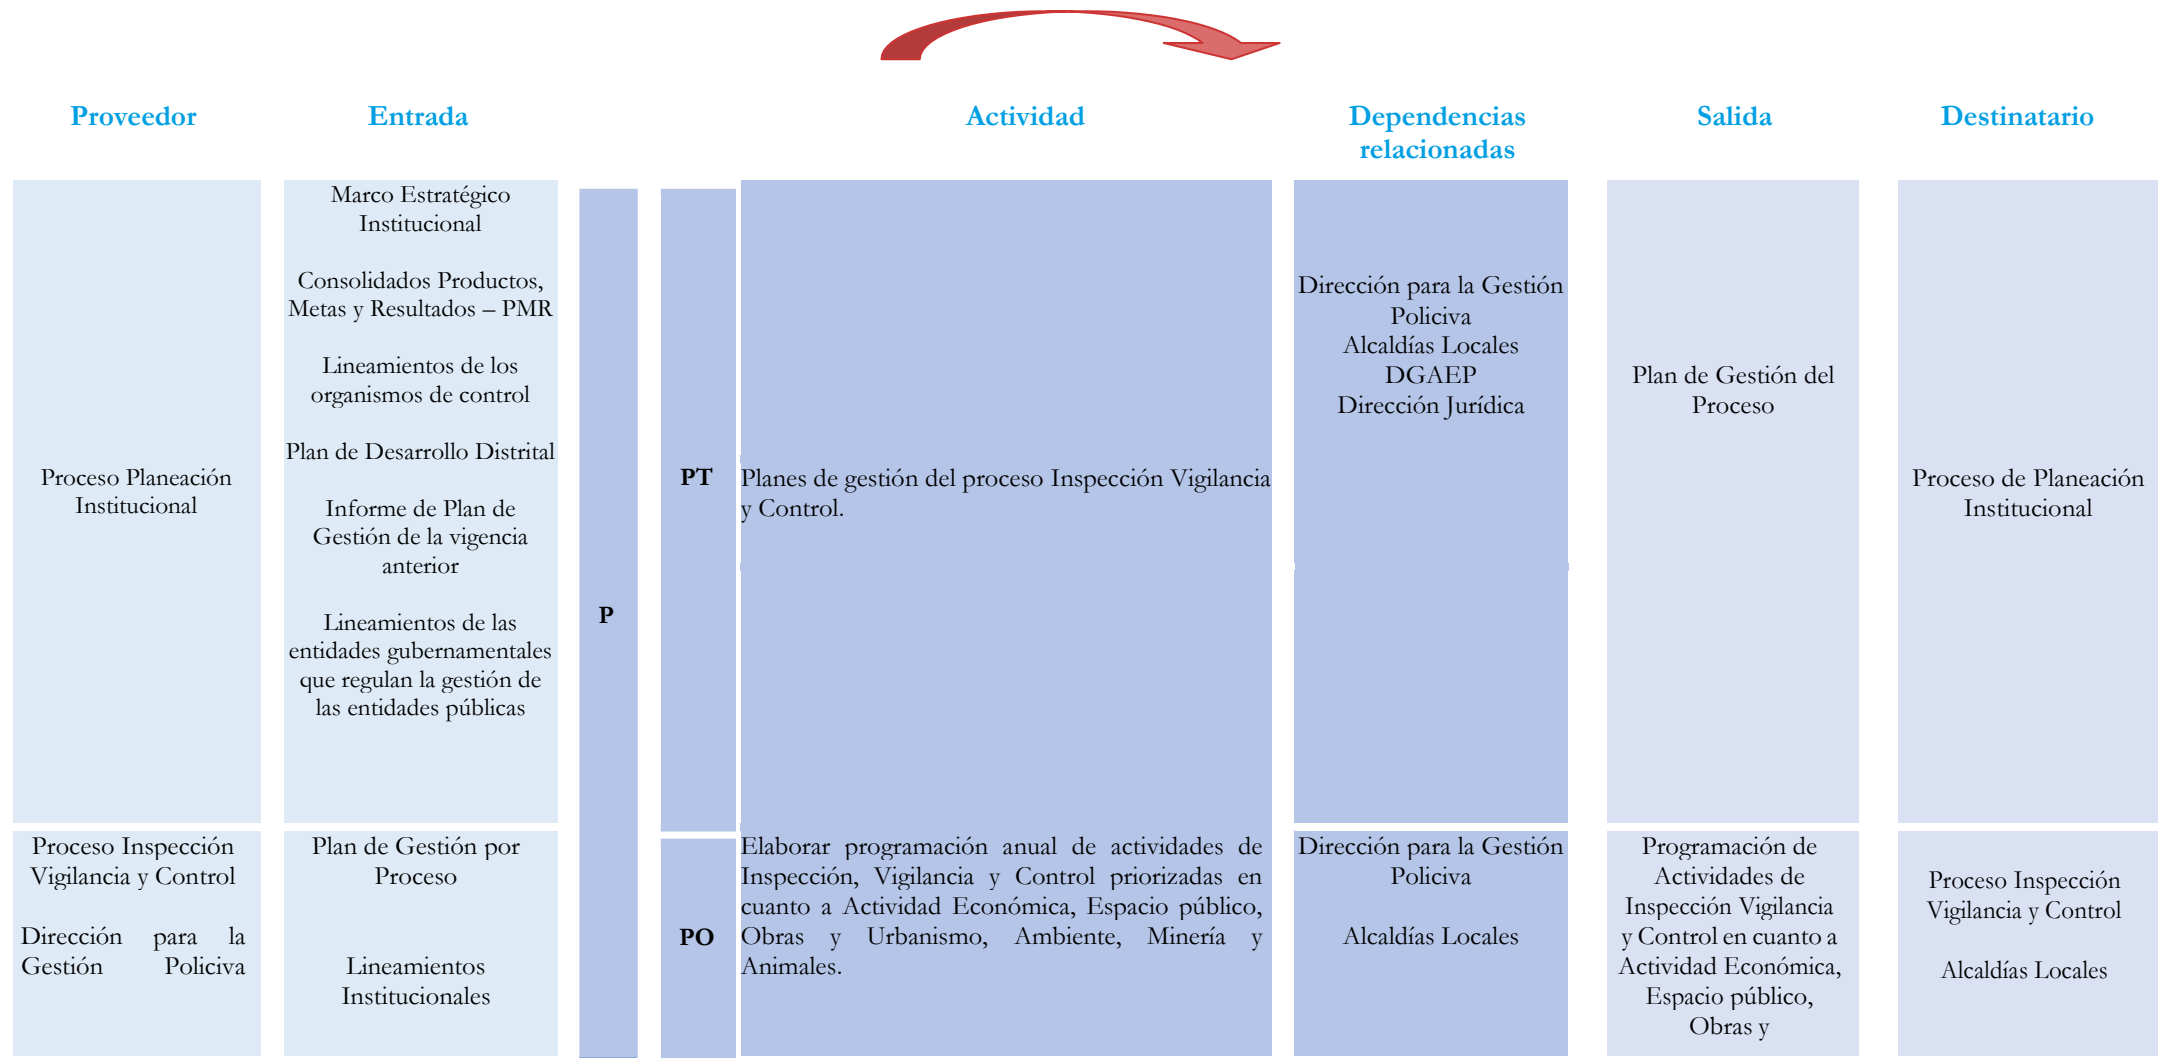 Proveedor
Entrada
Actividad
Dependencias
relacionadas
Salida
Destinatario
Proceso Planeación
Institucional
Marco Estratégico
Institucional
Consolidados Productos,
Metas y Resultados – PMR
Lineamientos de los
organismos de control
Plan de Desarrollo Distrital
Informe de Plan de
Gestión de la vigencia
anterior
Lineamientos de las
entidades gubernamentales
que regulan la gestión de
las entidades públicas
P
PT
Planes de gestión del proceso Inspección Vigilancia
y Control.
Dirección para la Gestión
Policiva
Alcaldías Locales
DGAEP
Dirección Jurídica
Plan de Gestión del
Proceso
Proceso de Planeación
Institucional
Proceso Inspección
Vigilancia y Control
Dirección para la
Gestión Policiva
Plan de Gestión por
Proceso
Lineamientos
Institucionales
PO
Elaborar programación anual de actividades de
Inspección, Vigilancia y Control priorizadas en
cuanto a Actividad Económica, Espacio público,
Obras y Urbanismo, Ambiente, Minería y
Animales.
Dirección para la Gestión
Policiva
Alcaldías Locales
Programación de
Actividades de
Inspección Vigilancia
y Control en cuanto a
Actividad Económica,
Espacio público,
Obras y
Proceso Inspección
Vigilancia y Control
Alcaldías Locales